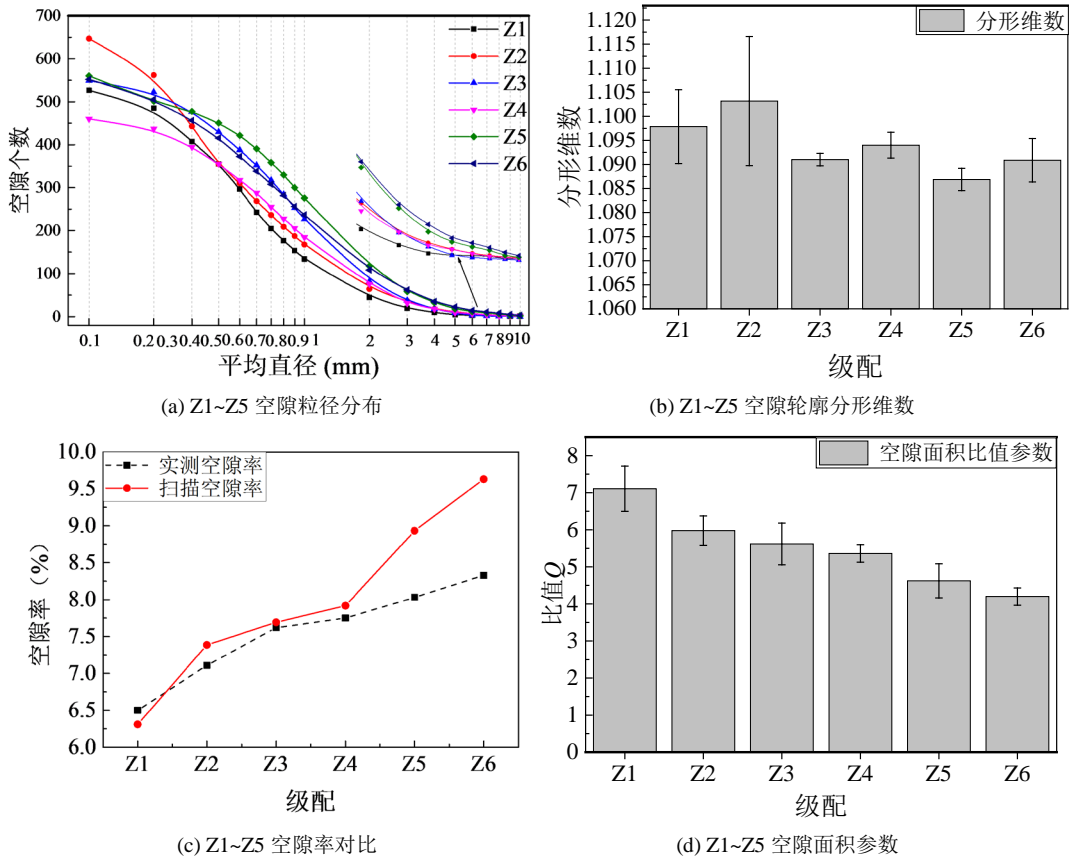 700
600
500
400
300
200
100
0
空隙个数
0.1
0.2
0.30
0.40
0.50
0.6
0.7
0.8
0.9
1
2
3
4
5
6
7
8
9
10
平均直径 (mm)
Z1
Z2
Z3
Z4
Z5
Z6
(a) Z1~Z5 空隙粒径分布
1.120
1.115
1.110
1.105
1.100
1.095
1.090
1.085
1.080
1.075
1.070
1.065
1.060
分形维数
分形维数
Z1 Z2 Z3 Z4 Z5 Z6
级配
(b) Z1~Z5 空隙轮廓分形维数
10.0
9.5
9.0
8.5
8.0
7.5
7.0
6.5
6.0
空隙率（%）
实测空隙率
扫描空隙率
Z1 Z2 Z3 Z4 Z5 Z6
级配
(c) Z1~Z5 空隙率对比
8
7
6
5
4
3
2
1
0
比值Q
空隙面积比值参数
Z1 Z2 Z3 Z4 Z5 Z6
级配
(d) Z1~Z5 空隙面积参数